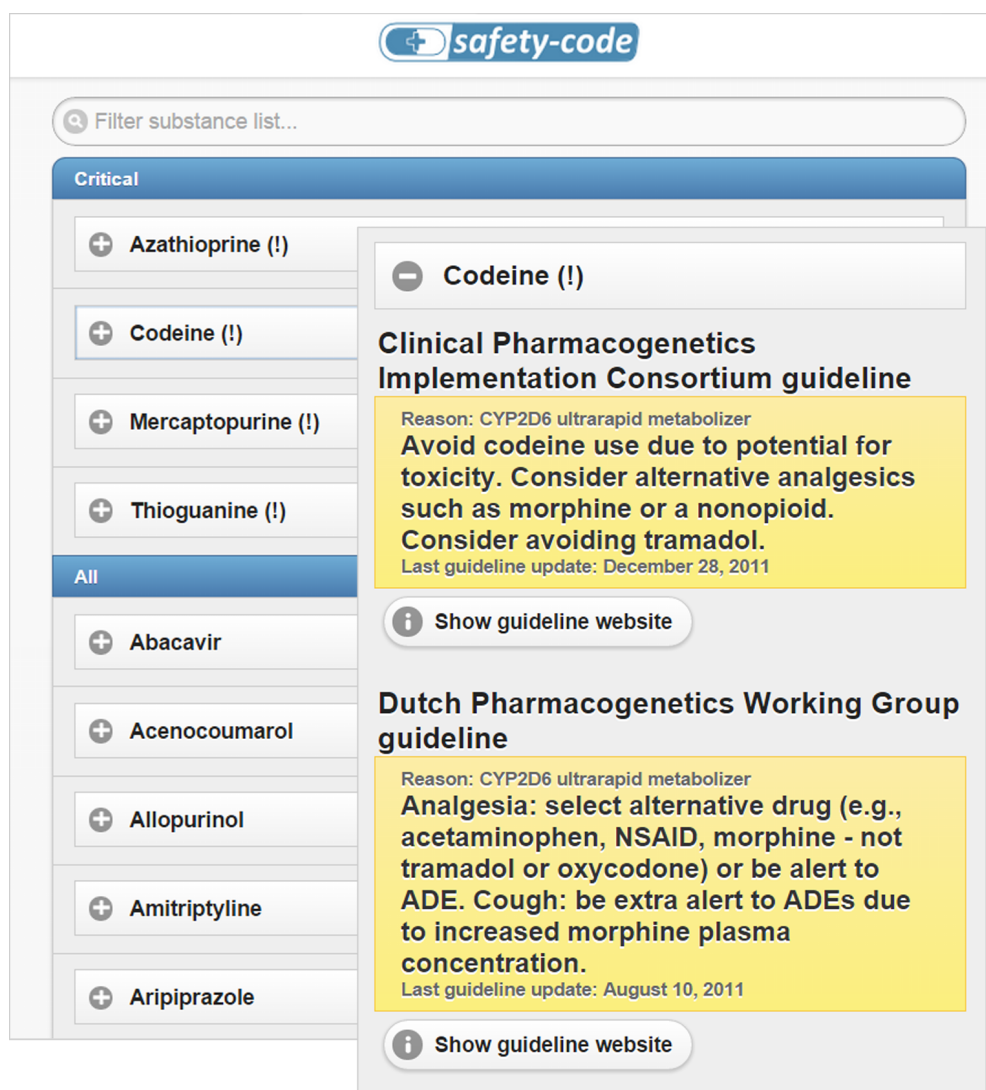 safety-code
Filter substance list...
Critical
Azathioprine (!)
Codeine (!)
Mercaptopurine (!)
Thioguanine (!)
All
Abacavir
Acenocoumarol
Allopurinol
Amitriptyline
Aripiprazole
Codeine (!)
Clinical Pharmacogenetics
Implementation Consortium guideline
Reason: CYP2D6 ultrarapid metabolizer
Avoid codeine use due to potential for
toxicity. Consider alternative analgesics
such as morphine or a nonopioid.
Consider avoiding tramadol.
Last guideline update: December 28, 2011
Show guideline website
Dutch Pharmacogenetics Working Group
guideline
Reason: CYP2D6 ultrarapid metabolizer
Analgesia: select alternative drug (e.g.,
acetaminophen, NSAID, morphine - not
tramadol or oxycodone) or be alert to
ADE. Cough: be extra alert to ADEs due
to increased morphine plasma
concentration.
Last guideline update: August 10, 2011
Show guideline website